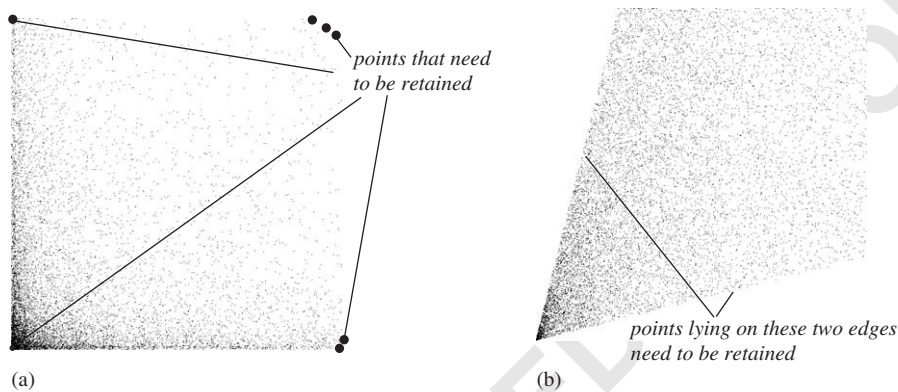 points that need
to be retained
points lying on these two edges
need to be retained
(a)
(b)